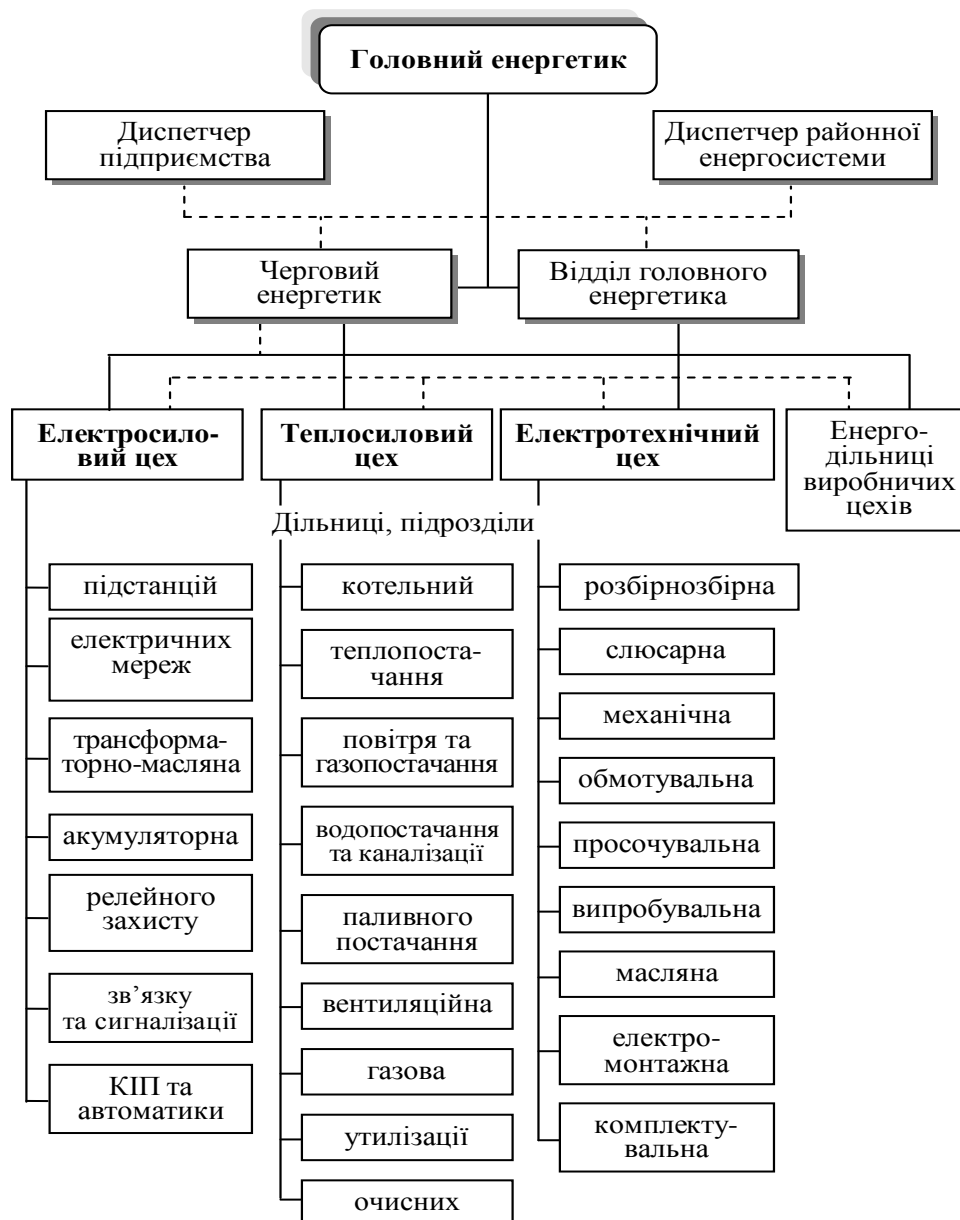 Головний енергетик
Диспетчер
підприємства
Диспетчер районної
енергосистеми
Черговий
енергетик
Відділ головного
енергетика
Електросило-
вий цех
Теплосиловий
цех
Електротехнічний
цех
Енерго-
дільниці
виробничих
цехів
Дільниці, підрозділи
підстанцій
електричних
мереж
трансформа-
торно-масляна
акумуляторна
релейного
захисту
зв’язку
та сигналізації
КІП та
автоматики
котельний
теплопоста-
чання
повітря та
газопостачання
водопостачання
та каналізації
паливного
постачання
вентиляційна
газова
утилізації
очисних
розбірнозбірна
слюсарна
механічна
обмотувальна
просочувальна
випробувальна
масляна
електро-
монтажна
комплекту-
вальна